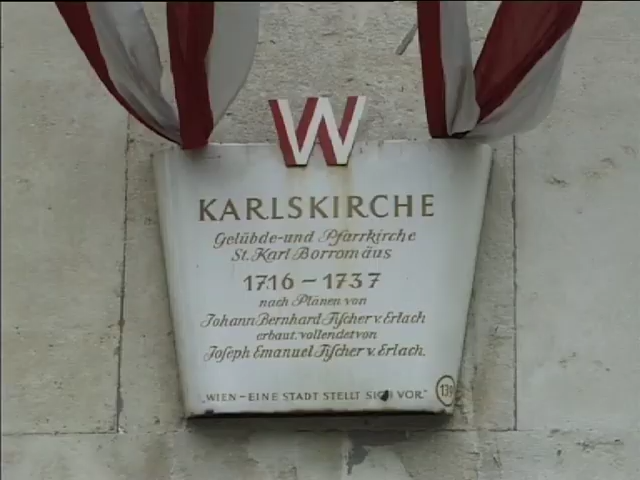 W
KARLSKIRCHE
Gelübde-und Pfarrkirche
St. Karl Borromäus
1716 – 1737
nach Plänen von
Johann Bernhard Fischer v. Erlach
erbaut, vollendet von
Joseph Emanuel Fischer v. Erlach.
„WIEN – EINE STADT STELLT SICH VOR."